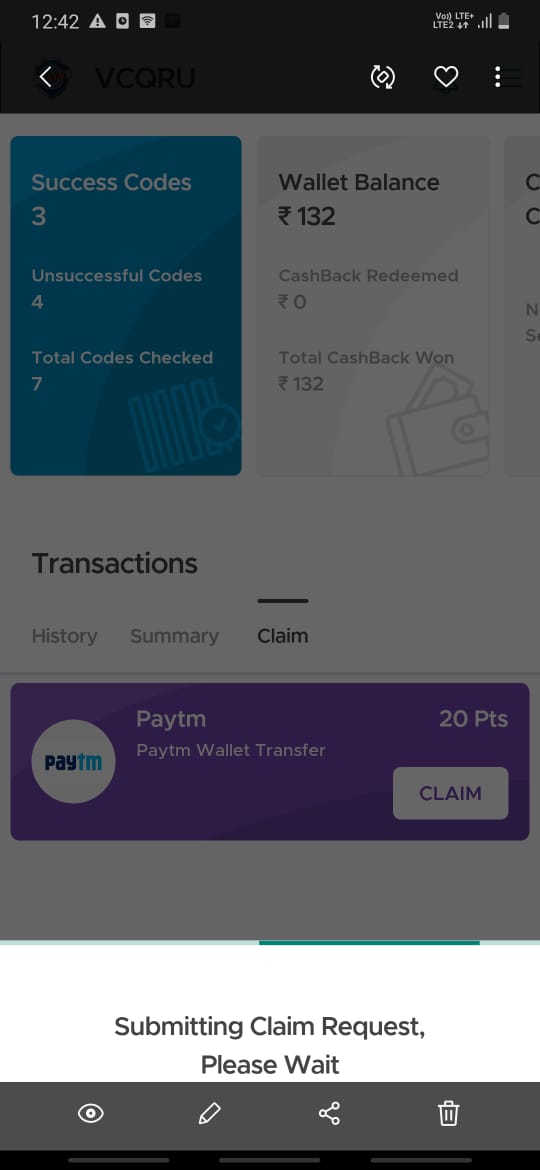 12:42
Vo)) LTE+
LTE2 ↓↑
VCQRU
Success Codes
3
Unsuccessful Codes
4
Total Codes Checked
7
Wallet Balance
₹ 132
CashBack Redeemed
₹ 0
Total CashBack Won
₹ 132
C
C
N
Se
Transactions
History Summary Claim
paytm
Paytm
20 Pts
Paytm Wallet Transfer
CLAIM
Submitting Claim Request,
Please Wait